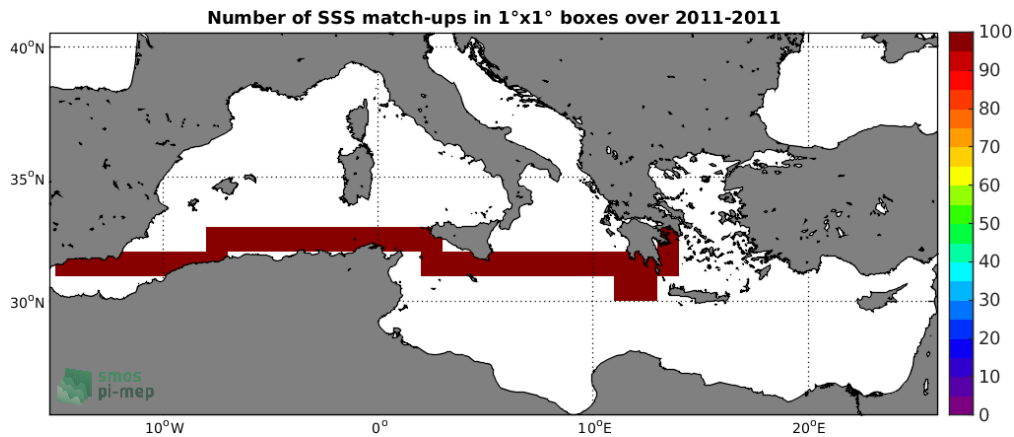 Number of SSS match-ups in 1°x1° boxes over 2011-2011
40°N
35°N
30°N
10°W
0°
10°E
20°E
100
90
80
70
60
50
40
30
20
10
0
smos
pi-mep